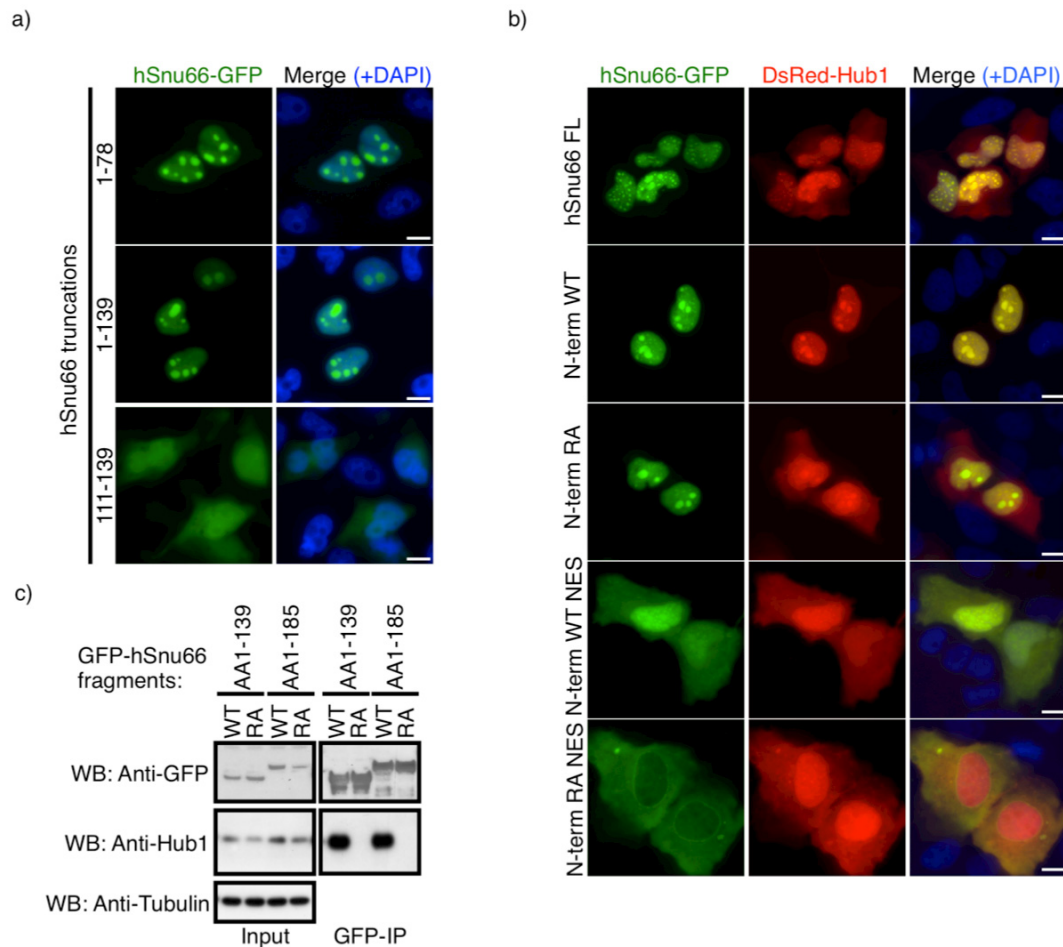 a)
hSnu66-GFP Merge (+DAPI)
hSnu66 truncations
1-78
1-139
111-139
b)
hSnu66-GFP DsRed-Hub1 Merge (+DAPI)
hSnu66 FL
N-term WT
N-term RA
N-term WT NES
N-term RA NES
c)
GFP-hSnu66 fragments:
AA1-139 AA1-185 AA1-139 AA1-185
WT RA WT RA WT RA WT RA
WB: Anti-GFP
WB: Anti-Hub1
WB: Anti-Tubulin
Input GFP-IP